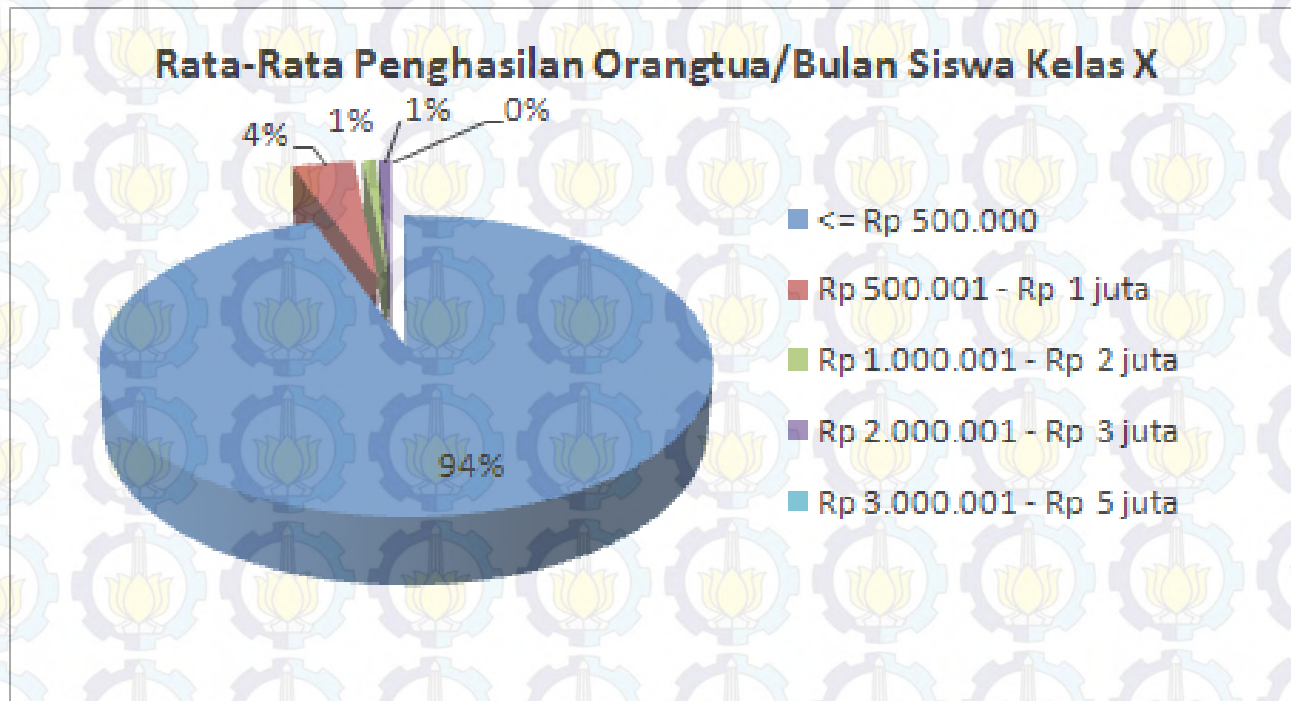 Rata-Rata Penghasilan Orangtua/Bulan Siswa Kelas X
4% 1% 1% 0%
94%
<= Rp 500.000
Rp 500.001 - Rp 1 juta
Rp 1.000.001 - Rp 2 juta
Rp 2.000.001 - Rp 3 juta
Rp 3.000.001 - Rp 5 juta